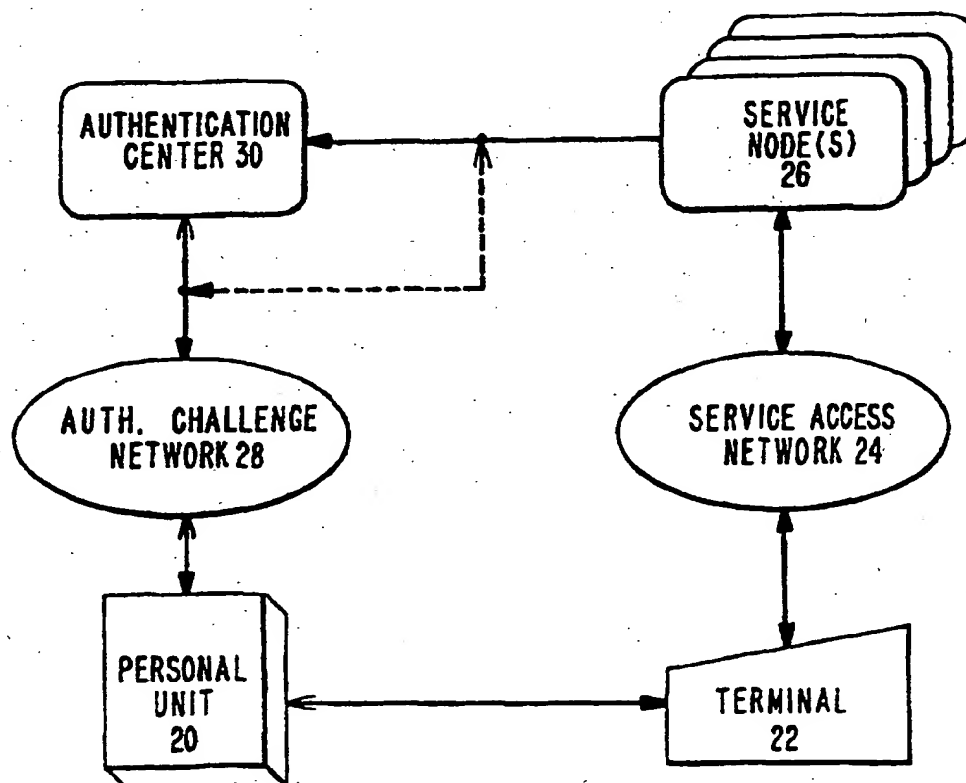 AUTHENTICATION
CENTER 30
SERVICE
NODE(S)
26
AUTH. CHALLENGE
NETWORK 28
SERVICE ACCESS
NETWORK 24
PERSONAL
UNIT
20
TERMINAL
22